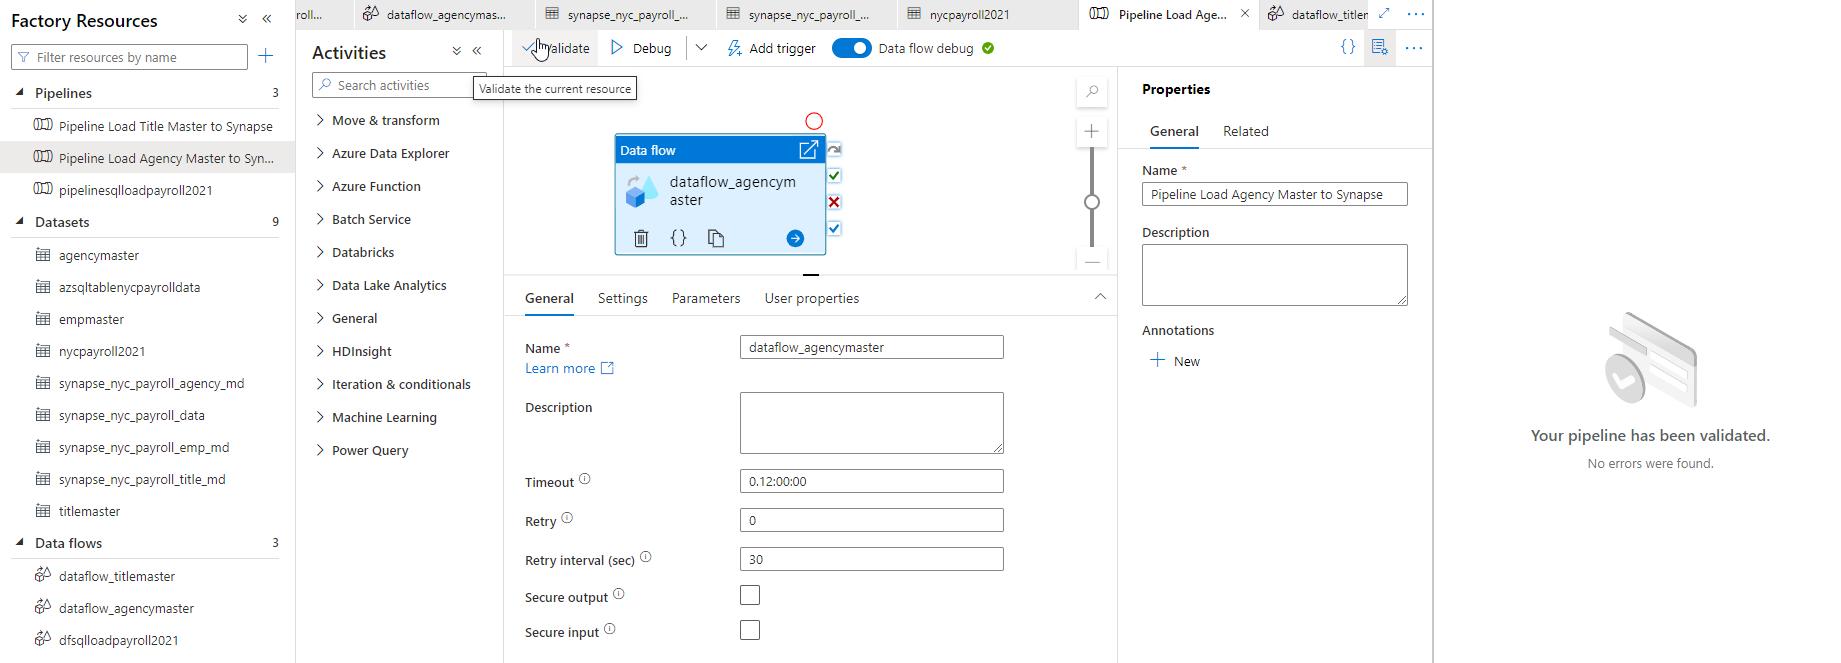 Factory Resources
Filter resources by name
Pipelines 3
Pipeline Load Title Master to Synapse
Pipeline Load Agency Master to Syn...
pipelinesqlloadpayroll2021
Datasets 9
agencymaster
azsqltablenycpayrolldata
empmaster
nycpayroll2021
synapse_nyc_payroll_agency_md
synapse_nyc_payroll_data
synapse_nyc_payroll_emp_md
synapse_nyc_payroll_title_md
titlemaster
Data flows 3
dataflow_titlemaster
dataflow_agencymaster
dfsqlloadpayroll2021
roll...
dataflow_agencymas...
synapse_nyc_payroll_...
synapse_nyc_payroll_...
nycpayroll2021
Pipeline Load Age...
dataflow_titlen
Activities
Search activities
Move & transform
Azure Data Explorer
Azure Function
Batch Service
Databricks
Data Lake Analytics
General
HDInsight
Iteration & conditionals
Machine Learning
Power Query
Validate
Debug
Add trigger
Data flow debug
Validate the current resource
Data flow
dataflow_agencym
aster
General Settings Parameters User properties
Name *
dataflow_agencymaster
Learn more
Description
Timeout
0.12:00:00
Retry
0
Retry interval (sec)
30
Secure output
Secure input
Properties
General Related
Name *
Pipeline Load Agency Master to Synapse
Description
Annotations
New
Your pipeline has been validated.
No errors were found.